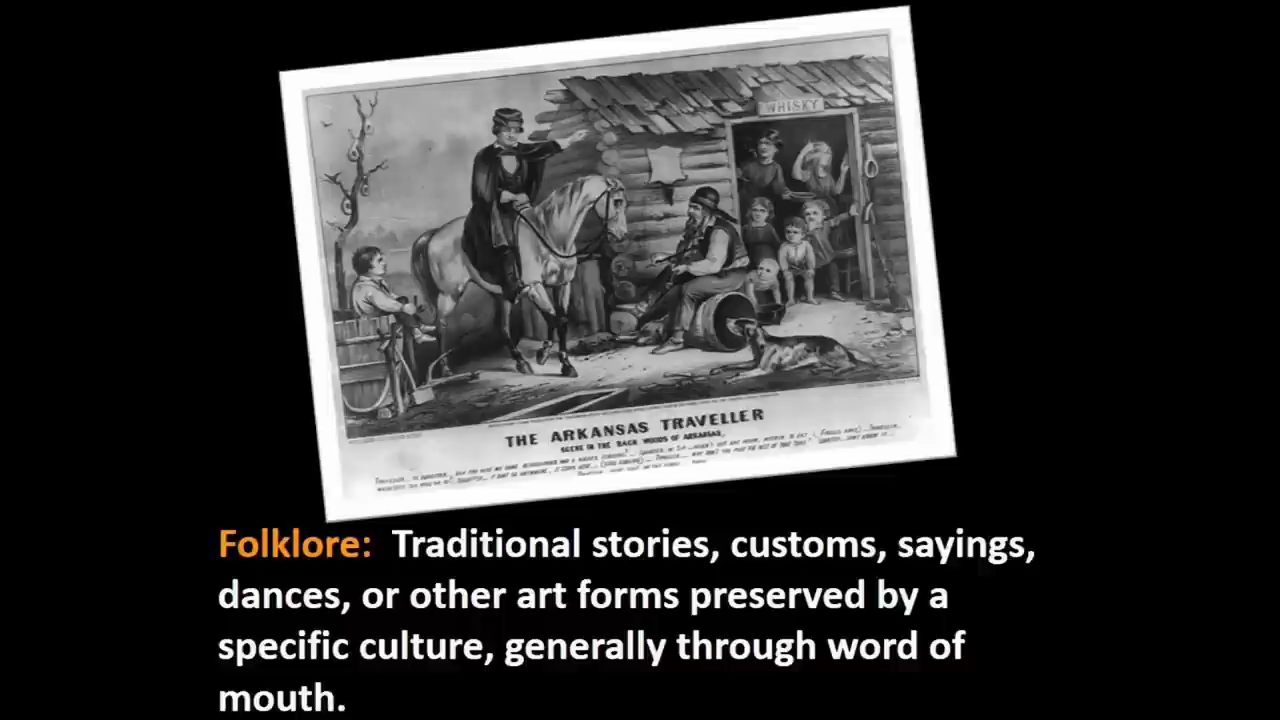 WHISKY
THE ARKANSAS TRAVELLER
SCENE IN THE BACK WOODS OF ARKANSAS.
Folklore: Traditional stories, customs, sayings,
dances, or other art forms preserved by a
specific culture, generally through word of
mouth.